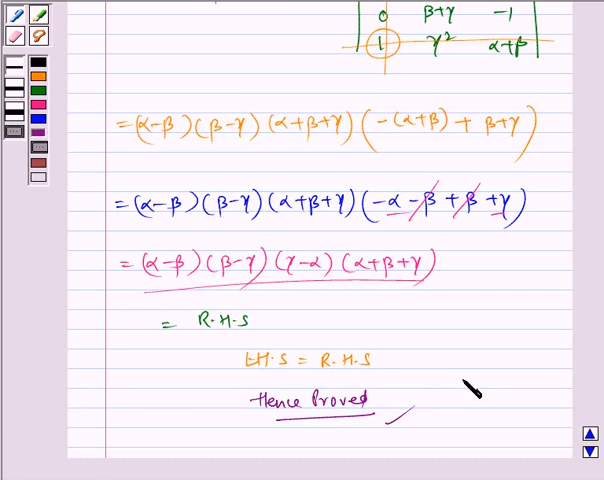 0 β+γ -1
1 γ² α+β
= (α-β) (β-γ) (α+β+γ) (-(α+β) + β+γ)
= (α-β) (β-γ) (α+β+γ) (-α - β + β + γ)
= (α-β) (β-γ) (γ-α) (α+β+γ)
= R.H.S
L.H.S = R.H.S
Hence Proved